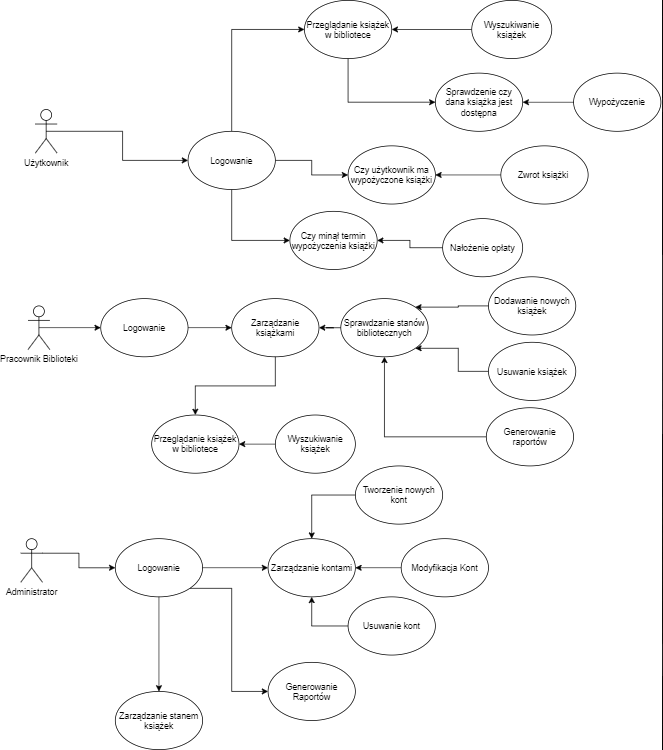 Przeglądanie książek
w bibliotece
Wyszukiwanie
książek
Sprawdzenie czy
dana książka jest
dostępna
Wypożyczenie
Użytkownik
Logowanie
Czy użytkownik ma
wypożyczone książki
Zwrot książki
Czy minął termin
wypożyczenia książki
Nałożenie opłaty
Pracownik Biblioteki
Logowanie
Zarządzanie
książkami
Sprawdzanie stanów
bibliotecznych
Dodawanie nowych
książek
Usuwanie książek
Przeglądanie książek
w bibliotece
Wyszukiwanie
książek
Generowanie
raportów
Tworzenie nowych
kont
Administrator
Logowanie
Zarządzanie kontami
Modyfikacja Kont
Usuwanie kont
Generowanie
Raportów
Zarządzanie stanem
książek